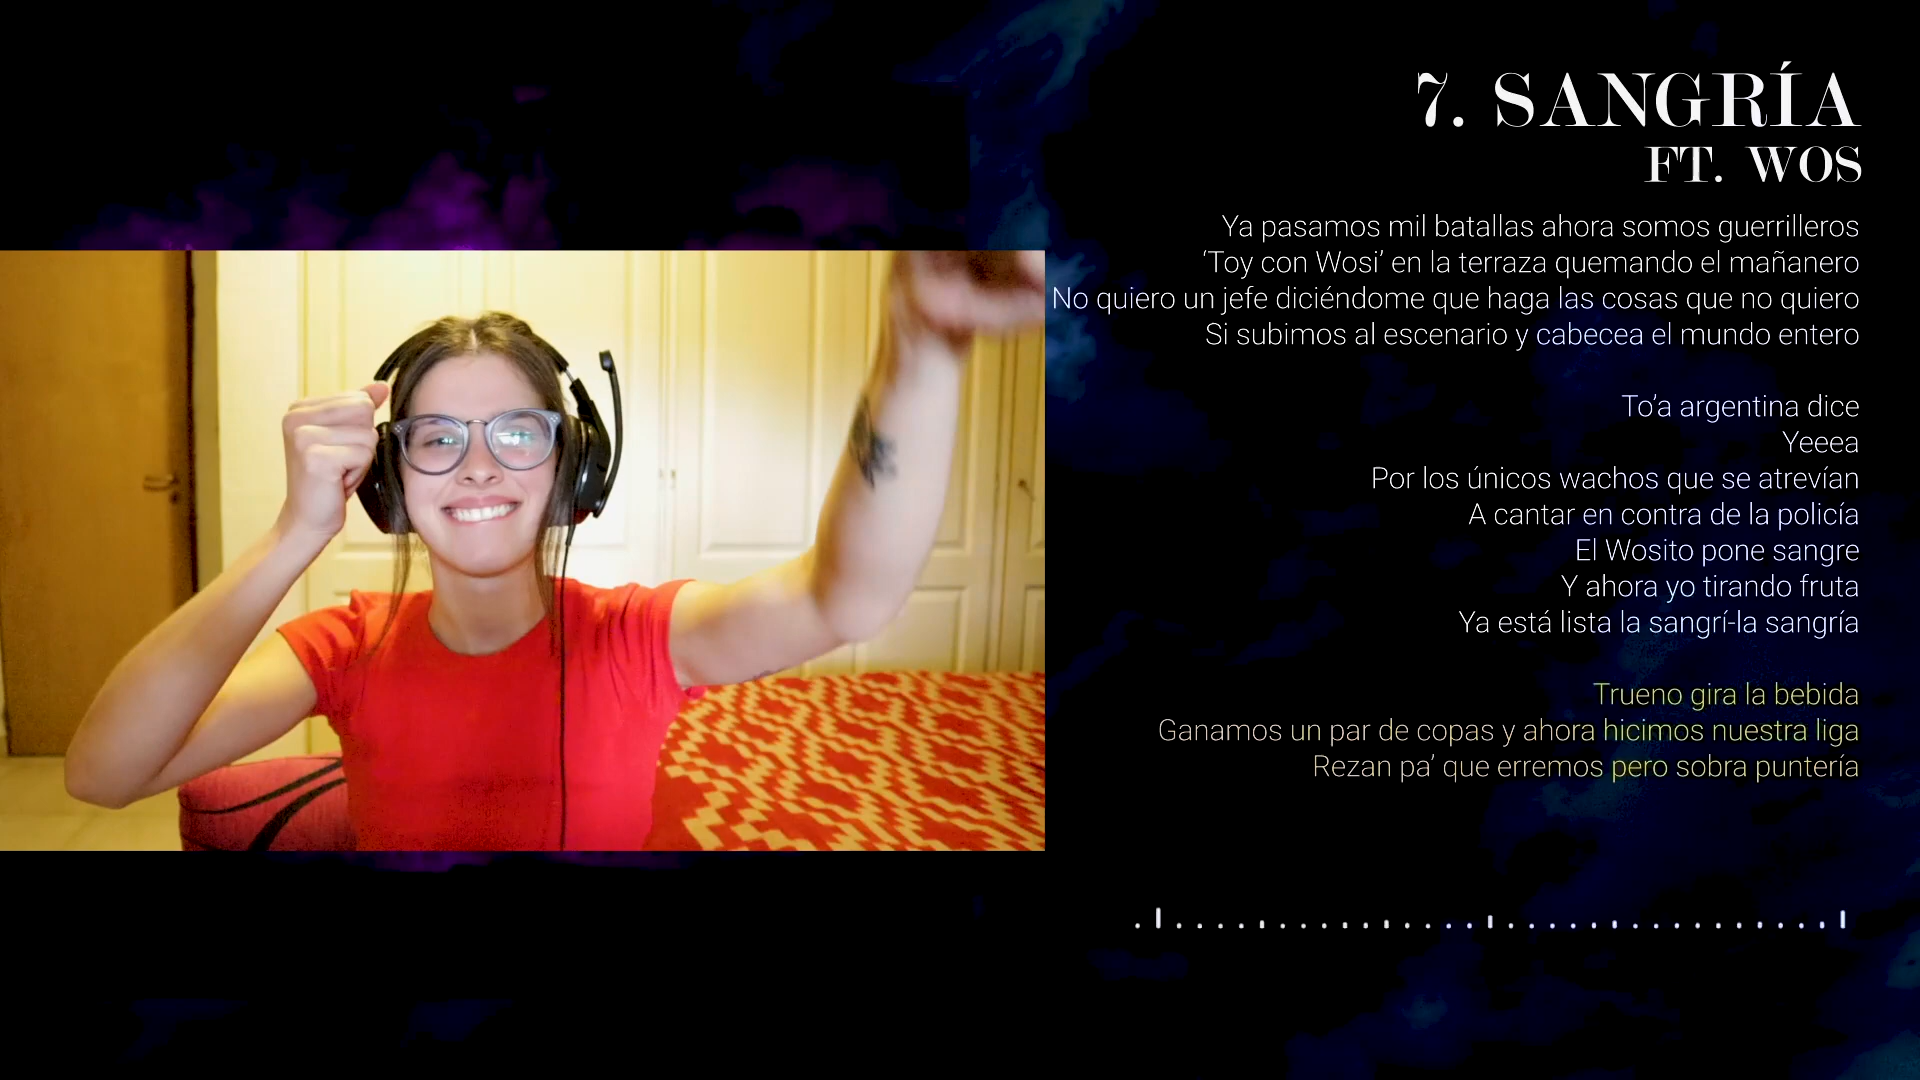 7. SANGRÍA
FT. WOS
Ya pasamos mil batallas ahora somos guerrilleros
‘Toy con Wosi’ en la terraza quemando el mañanero
No quiero un jefe diciéndome que haga las cosas que no quiero
Si subimos al escenario y cabecea el mundo entero
To’a argentina dice
Yeeea
Por los únicos wachos que se atrevían
A cantar en contra de la policía
El Wosito pone sangre
Y ahora yo tirando fruta
Ya está lista la sangrí-la sangría
Trueno gira la bebida
Ganamos un par de copas y ahora hicimos nuestra liga
Rezan pa’ que erremos pero sobra puntería